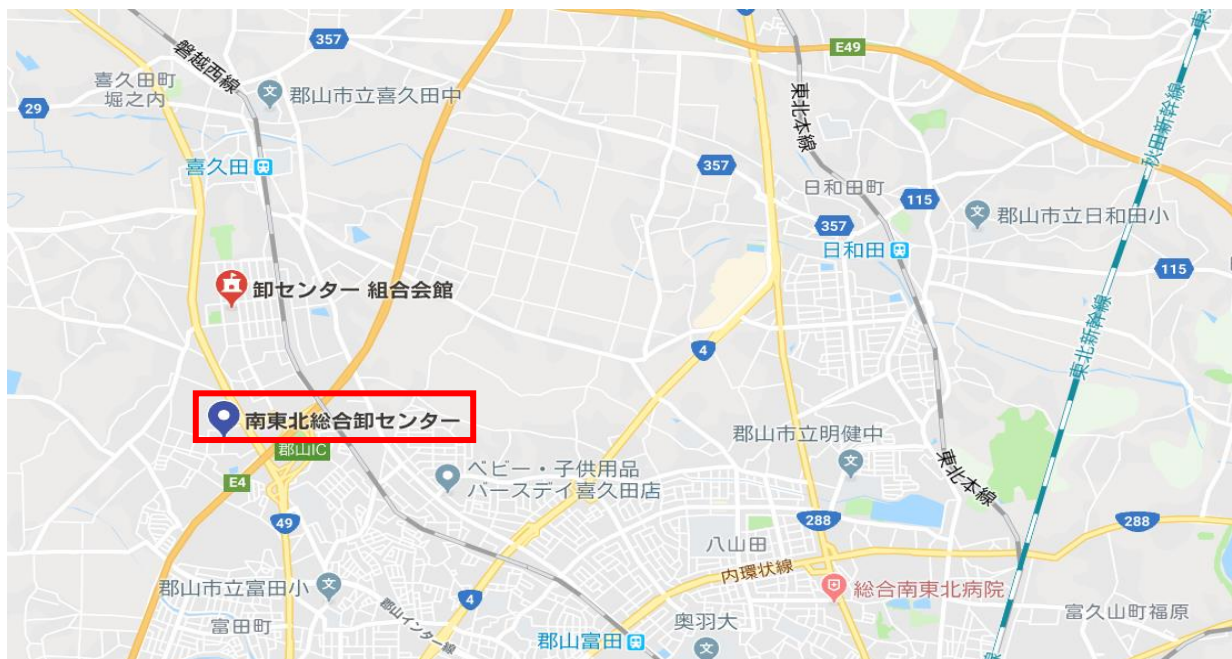 357
E49
東
磐越西線
喜久田町
堀之内
29
郡山市立喜久田中
東北本線
秋田新幹線
喜久田
357
日和田町
115
郡山市立日和田小
357
日和田
115
卸センター 組合会館
東北新幹線
4
南東北総合卸センター
郡山IC
郡山市立明健中
ベビー・子供用品
バースデイ喜久田店
東北本線
E4
49
288
288
八山田
内環状線
郡山市立富田小
総合南東北病院
4
郡山インター線
富田町
奥羽大
富久山町福原
郡山富田